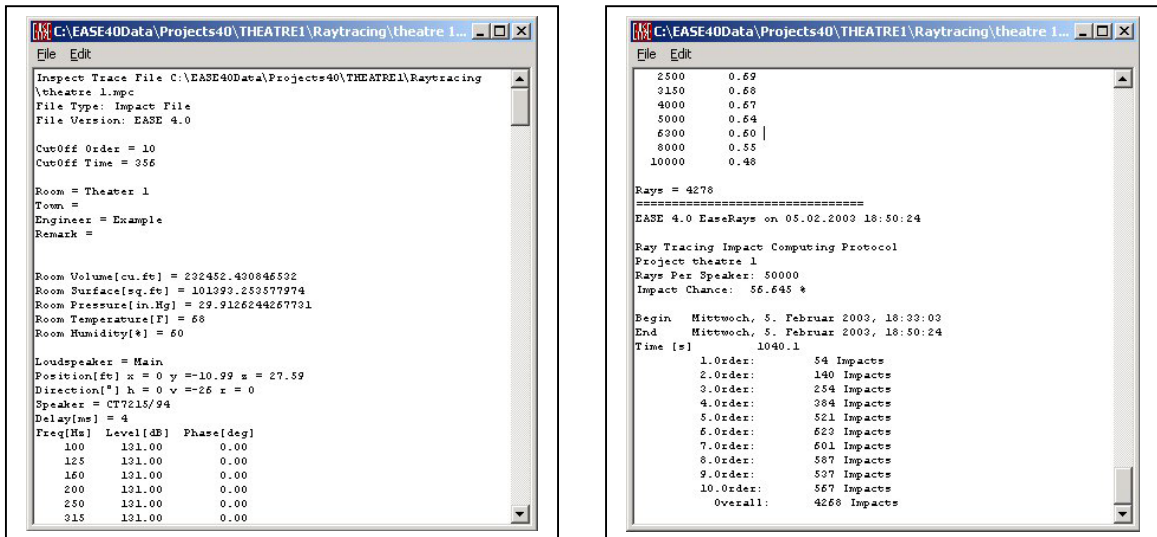 C:\EASE40Data\Projects40\THEATRE1\Raytracing\theatre 1...
File Edit
Inspect Trace File C:\EASE40Data\Projects40\THEATRE1\Raytracing
\theatre 1.mpc
File Type: Impact File
File Version: EASE 4.0
CutOff Order = 10
CutOff Time = 356
Room = Theater 1
Town =
Engineer = Example
Remark =
Room Volume[cu.ft] = 232452.430846532
Room Surface[sq.ft] = 101393.253577974
Room Pressure[in.Hg] = 29.9126244267731
Room Temperature[F] = 68
Room Humidity[%] = 60
Loudspeaker = Main
Position[ft] x = 0 y =-10.99 z = 27.59
Direction[°] h = 0 v =-26 r = 0
Speaker = CT7215/94
Delay[ms] = 4
Freq[Hz] Level[dB] Phase[deg]
100 131.00 0.00
125 131.00 0.00
160 131.00 0.00
200 131.00 0.00
250 131.00 0.00
315 131.00 0.00
C:\EASE40Data\Projects40\THEATRE1\Raytracing\theatre 1...
File Edit
2500 0.69
3150 0.68
4000 0.67
5000 0.64
6300 0.60
8000 0.55
10000 0.48
Rays = 4278
================================
EASE 4.0 EaseRays on 05.02.2003 18:50:24
Ray Tracing Impact Computing Protocol
Project theatre 1
Rays Per Speaker: 50000
Impact Chance: 56.645 %
Begin Mittwoch, 5. Februar 2003, 18:33:03
End Mittwoch, 5. Februar 2003, 18:50:24
Time [s] 1040.1
1.Order: 54 Impacts
2.Order: 140 Impacts
3.Order: 254 Impacts
4.Order: 384 Impacts
5.Order: 521 Impacts
6.Order: 623 Impacts
7.Order: 601 Impacts
8.Order: 587 Impacts
9.Order: 537 Impacts
10.Order: 567 Impacts
Overall: 4268 Impacts